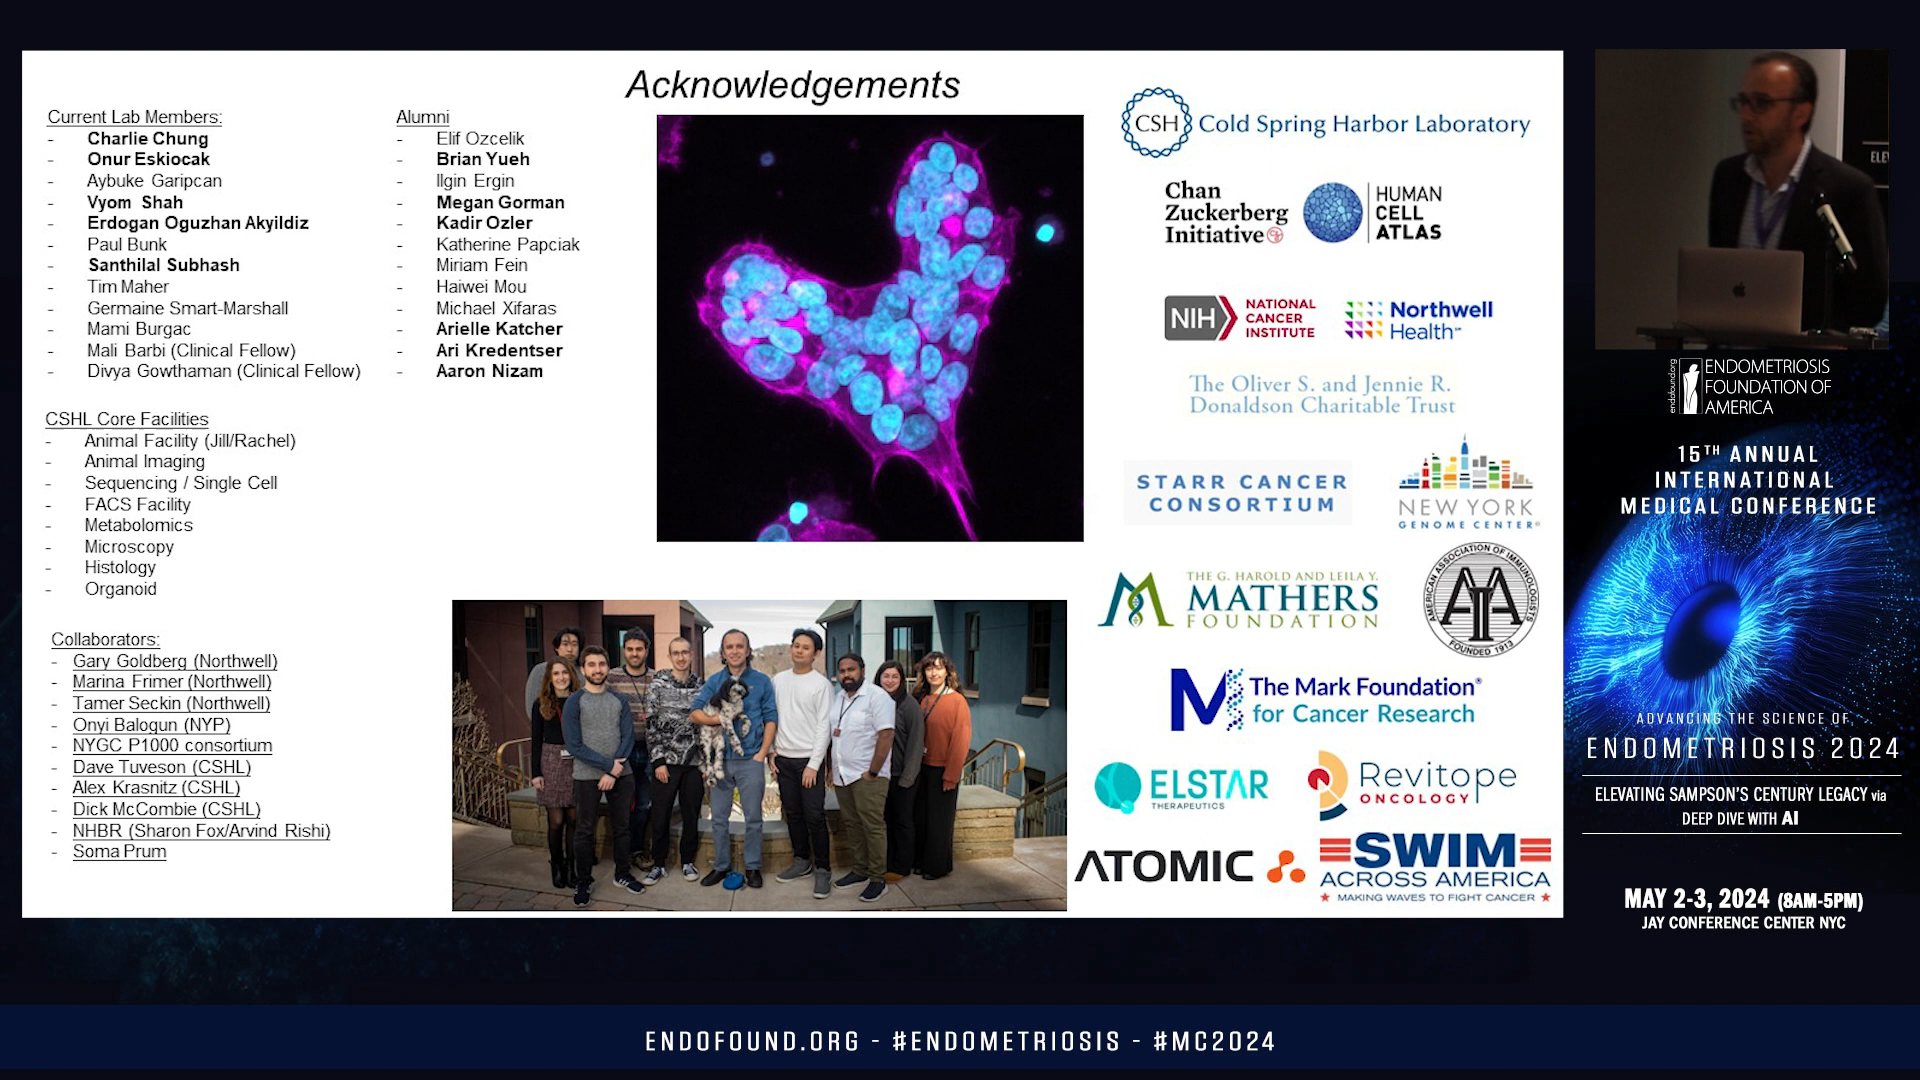 Acknowledgements
Current Lab Members:
- Charlie Chung
- Onur Eskiocak
- Aybuke Garipcan
- Vyom Shah
- Erdogan Oguzhan Akyildiz
- Paul Bunk
- Santhilal Subhash
- Tim Maher
- Germaine Smart-Marshall
- Mami Burgac
- Mali Barbi (Clinical Fellow)
- Divya Gowthaman (Clinical Fellow)
CSHL Core Facilities
- Animal Facility (Jill/Rachel)
- Animal Imaging
- Sequencing / Single Cell
- FACS Facility
- Metabolomics
- Microscopy
- Histology
- Organoid
Collaborators:
- Gary Goldberg (Northwell)
- Marina Frimer (Northwell)
- Tamer Seckin (Northwell)
- Onyi Balogun (NYP)
- NYGC P1000 consortium
- Dave Tuveson (CSHL)
- Alex Krasnitz (CSHL)
- Dick McCombie (CSHL)
- NHBR (Sharon Fox/Arvind Rishi)
- Soma Prum
Alumni
- Elif Ozcelik
- Brian Yueh
- Ilgin Ergin
- Megan Gorman
- Kadir Ozler
- Katherine Papciak
- Miriam Fein
- Haiwei Mou
- Michael Xifaras
- Arielle Katcher
- Ari Kredentser
- Aaron Nizam
CSH Cold Spring Harbor Laboratory
Chan
Zuckerberg
Initiative
HUMAN
CELL
ATLAS
NIH
NATIONAL
CANCER
INSTITUTE
Northwell
Health℠
The Oliver S. and Jennie R.
Donaldson Charitable Trust
STARR CANCER
CONSORTIUM
NEW YORK
GENOME CENTER®
THE G. HAROLD AND LEILA Y.
MATHERS
FOUNDATION
AMERICAN ASSOCIATION OF IMMUNOLOGISTS
AAI
FOUNDED 1913
The Mark Foundation®
for Cancer Research
ELSTAR
THERAPEUTICS
Revitope
ONCOLOGY
ATOMIC
SWIM
ACROSS AMERICA
MAKING WAVES TO FIGHT CANCER
ELE
endofound.org
ENDOMETRIOSIS
FOUNDATION OF
AMERICA
15TH ANNUAL
INTERNATIONAL
MEDICAL CONFERENCE
ADVANCING THE SCIENCE OF
ENDOMETRIOSIS 2024
ELEVATING SAMPSON'S CENTURY LEGACY via
DEEP DIVE WITH AI
MAY 2-3, 2024 (8AM-5PM)
JAY CONFERENCE CENTER NYC
ENDOFOUND.ORG - #ENDOMETRIOSIS - #MC2024